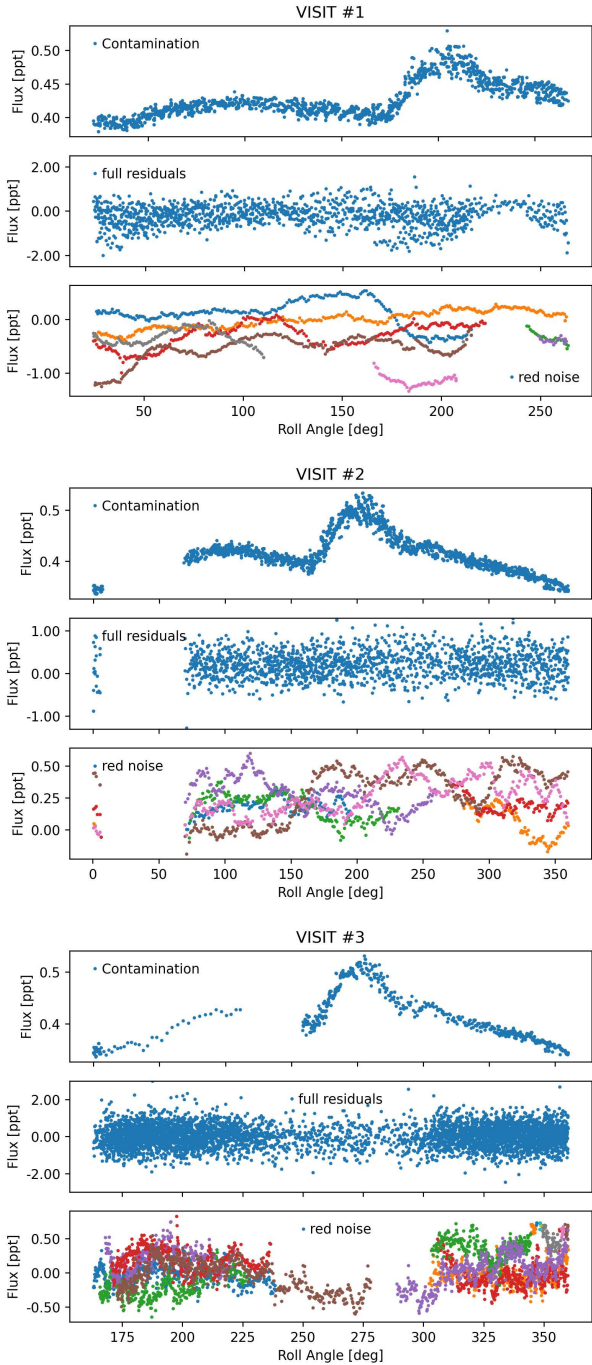 VISIT #1
0.50
0.45
0.40
Flux [ppt]
Contamination
2.00
0.00
-2.00
Flux [ppt]
full residuals
0.00
-1.00
Flux [ppt]
red noise
50 100 150 200 250
Roll Angle [deg]
VISIT #2
0.5
0.4
Flux [ppt]
Contamination
1.00
0.00
-1.00
Flux [ppt]
full residuals
0.50
0.25
0.00
Flux [ppt]
red noise
0 50 100 150 200 250 300 350
Roll Angle [deg]
VISIT #3
0.5
0.4
Flux [ppt]
Contamination
2.00
0.00
-2.00
Flux [ppt]
full residuals
0.50
0.00
-0.50
Flux [ppt]
red noise
175 200 225 250 275 300 325 350
Roll Angle [deg]